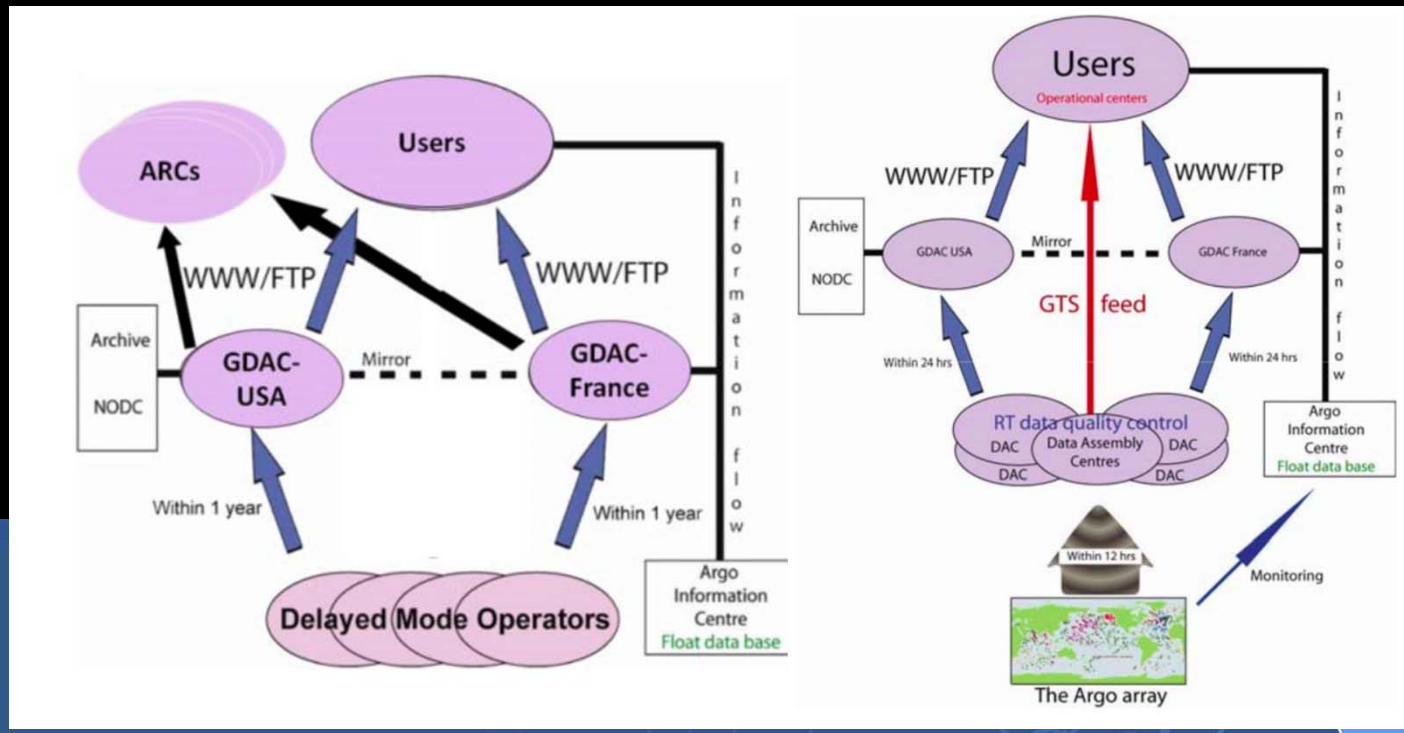 ARCs
Users
WWW/FTP
WWW/FTP
Archive
NODC
GDAC-
USA
Mirror
GDAC-
France
Information flow
Within 1 year
Within 1 year
Delayed Mode Operators
Argo
Information
Centre
Float data base
Users
Operational centers
WWW/FTP
WWW/FTP
Archive
NODC
GDAC USA
Mirror
GDAC France
Information flow
GTS feed
Within 24 hrs
Within 24 hrs
RT data quality control
DAC
Data Assembly
Centres
DAC
DAC
DAC
Argo
Information
Centre
Float data base
Within 12 hrs
Monitoring
The Argo array